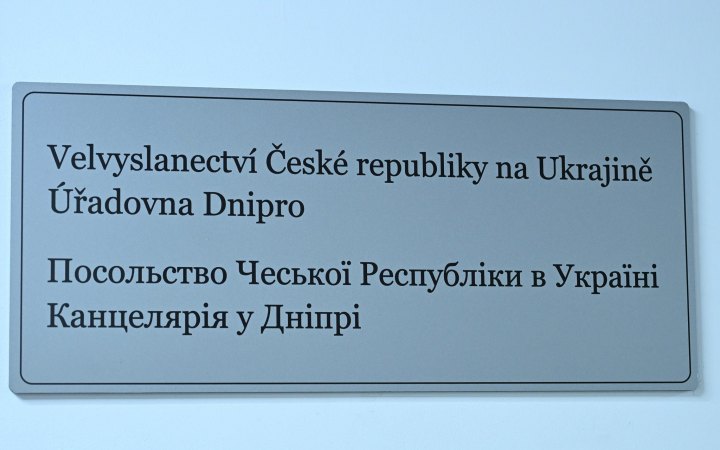 Velvyslanectví České republiky na Ukrajině
Úřadovna Dnipro
Посольство Чеської Республіки в Україні
Канцелярія у Дніпрі